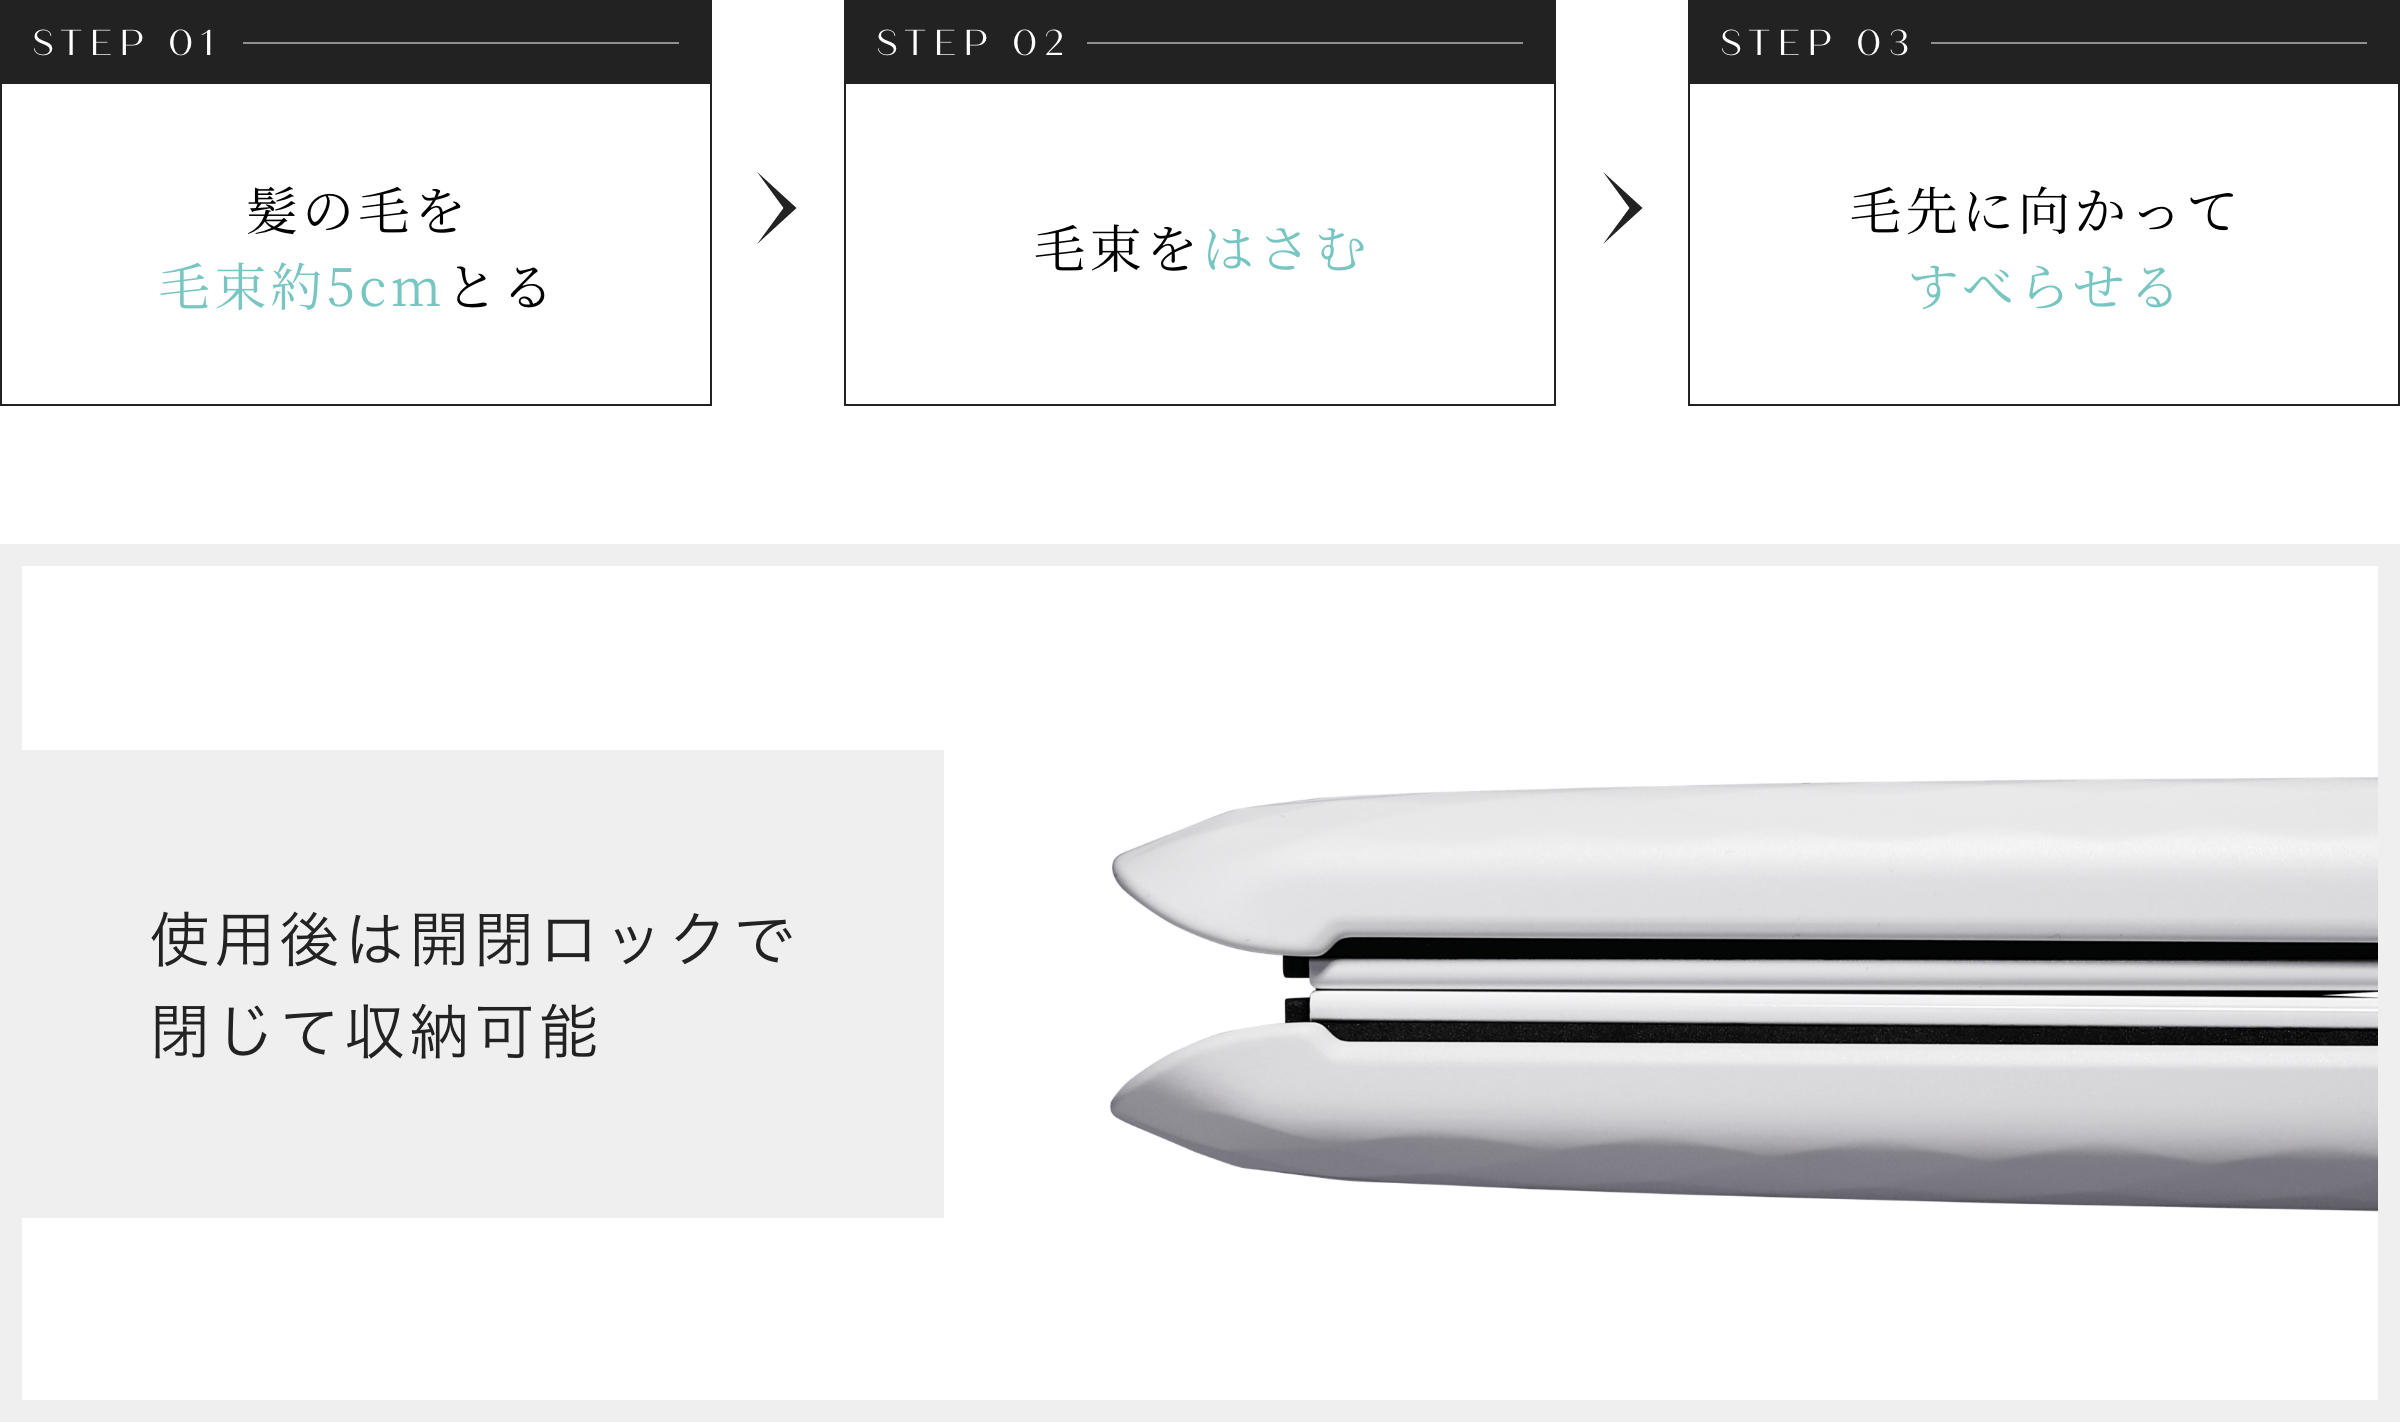 STEP 01
髪の毛を
毛束約5cmとる
STEP 02
毛束をはさむ
STEP 03
毛先に向かって
すべらせる
使用後は開閉ロックで
閉じて収納可能